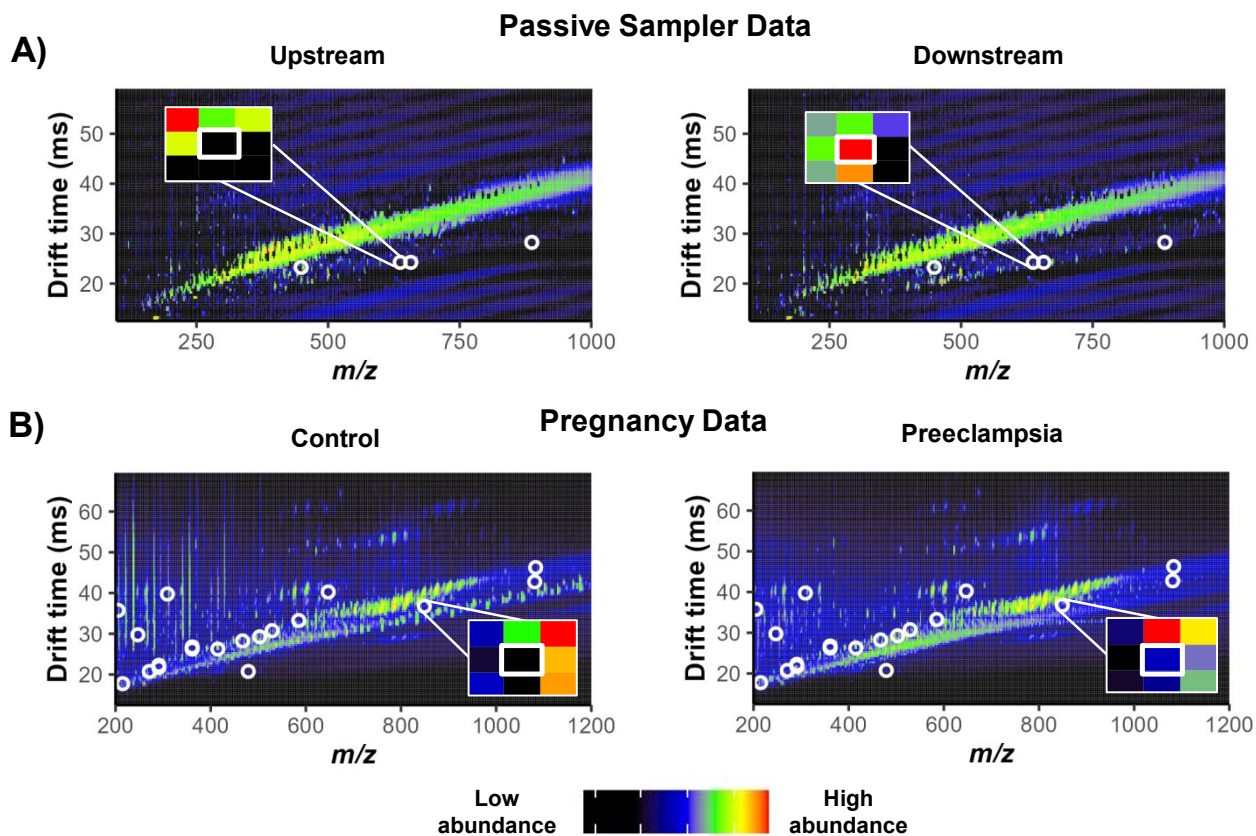 Passive Sampler Data
A)
Upstream
Downstream
Drift time (ms)
50
40
30
20
250
500
750
1000
m/z
Drift time (ms)
50
40
30
20
250
500
750
1000
m/z
B)
Pregnancy Data
Control
Preeclampsia
Drift time (ms)
60
50
40
30
20
200
400
600
800
1000
1200
m/z
Drift time (ms)
60
50
40
30
20
200
400
600
800
1000
1200
m/z
Low
abundance
High
abundance